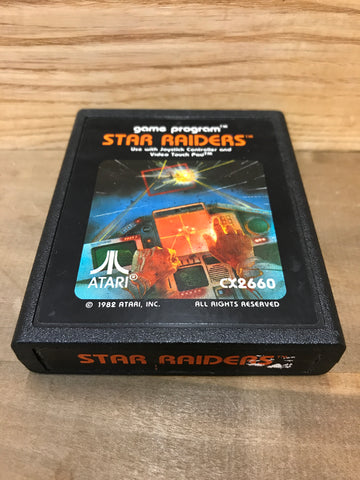 game program™
STAR RAIDERS™
Use with Joystick Controller and
Video Touch Pad™
ATARI®
CX2660
© 1982 ATARI, INC.
ALL RIGHTS RESERVED
STAR RAIDERS